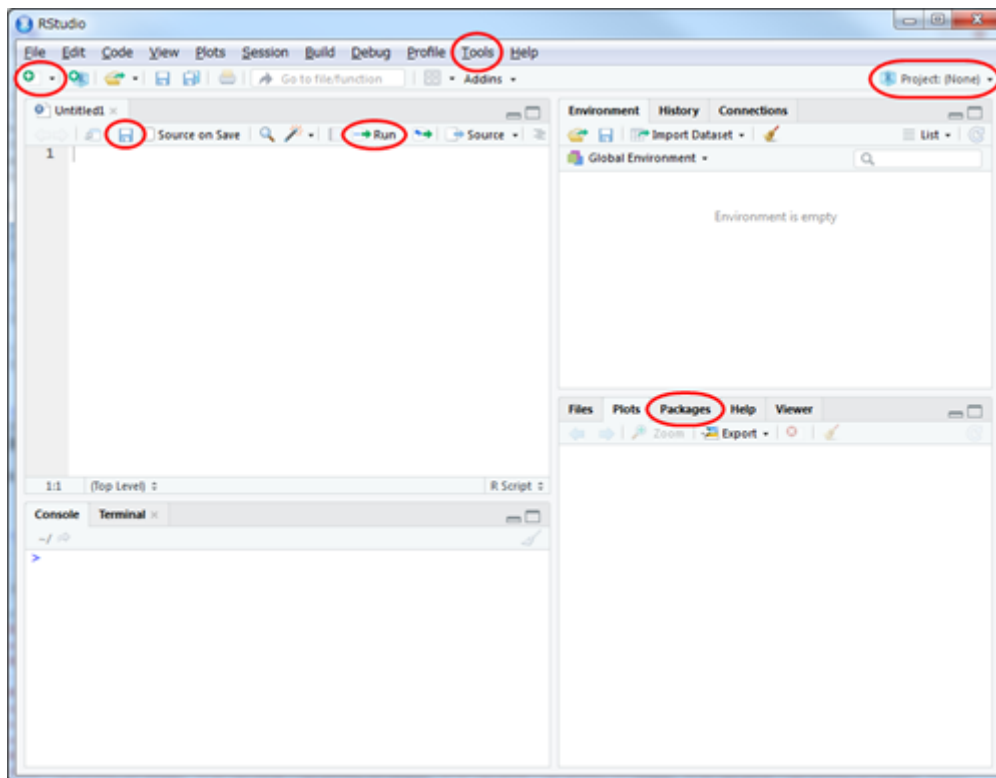 RStudio
File Edit Code View Plots Session Build Debug Profile Tools Help
Go to file/function Addins Project: (None)
Untitled1
Source on Save Run Source
1
1:1 (Top Level) R Script
Console Terminal
~/
>
Environment History Connections
Import Dataset List
Global Environment
Environment is empty
Files Plots Packages Help Viewer
Zoom Export